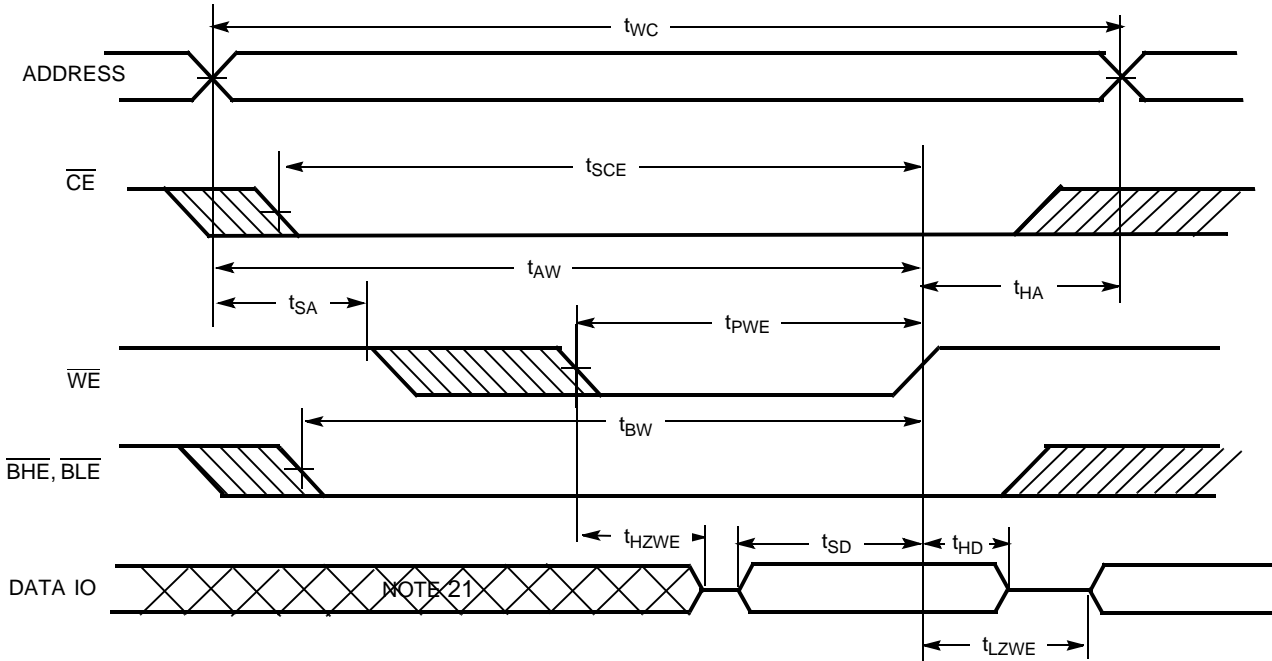 tWC
ADDRESS
tSCE
CE
tAW
tSA
tHA
tPWE
WE
tBW
BHE, BLE
tHZWE
tSD
tHD
DATA IO
NOTE 21
tLZWE